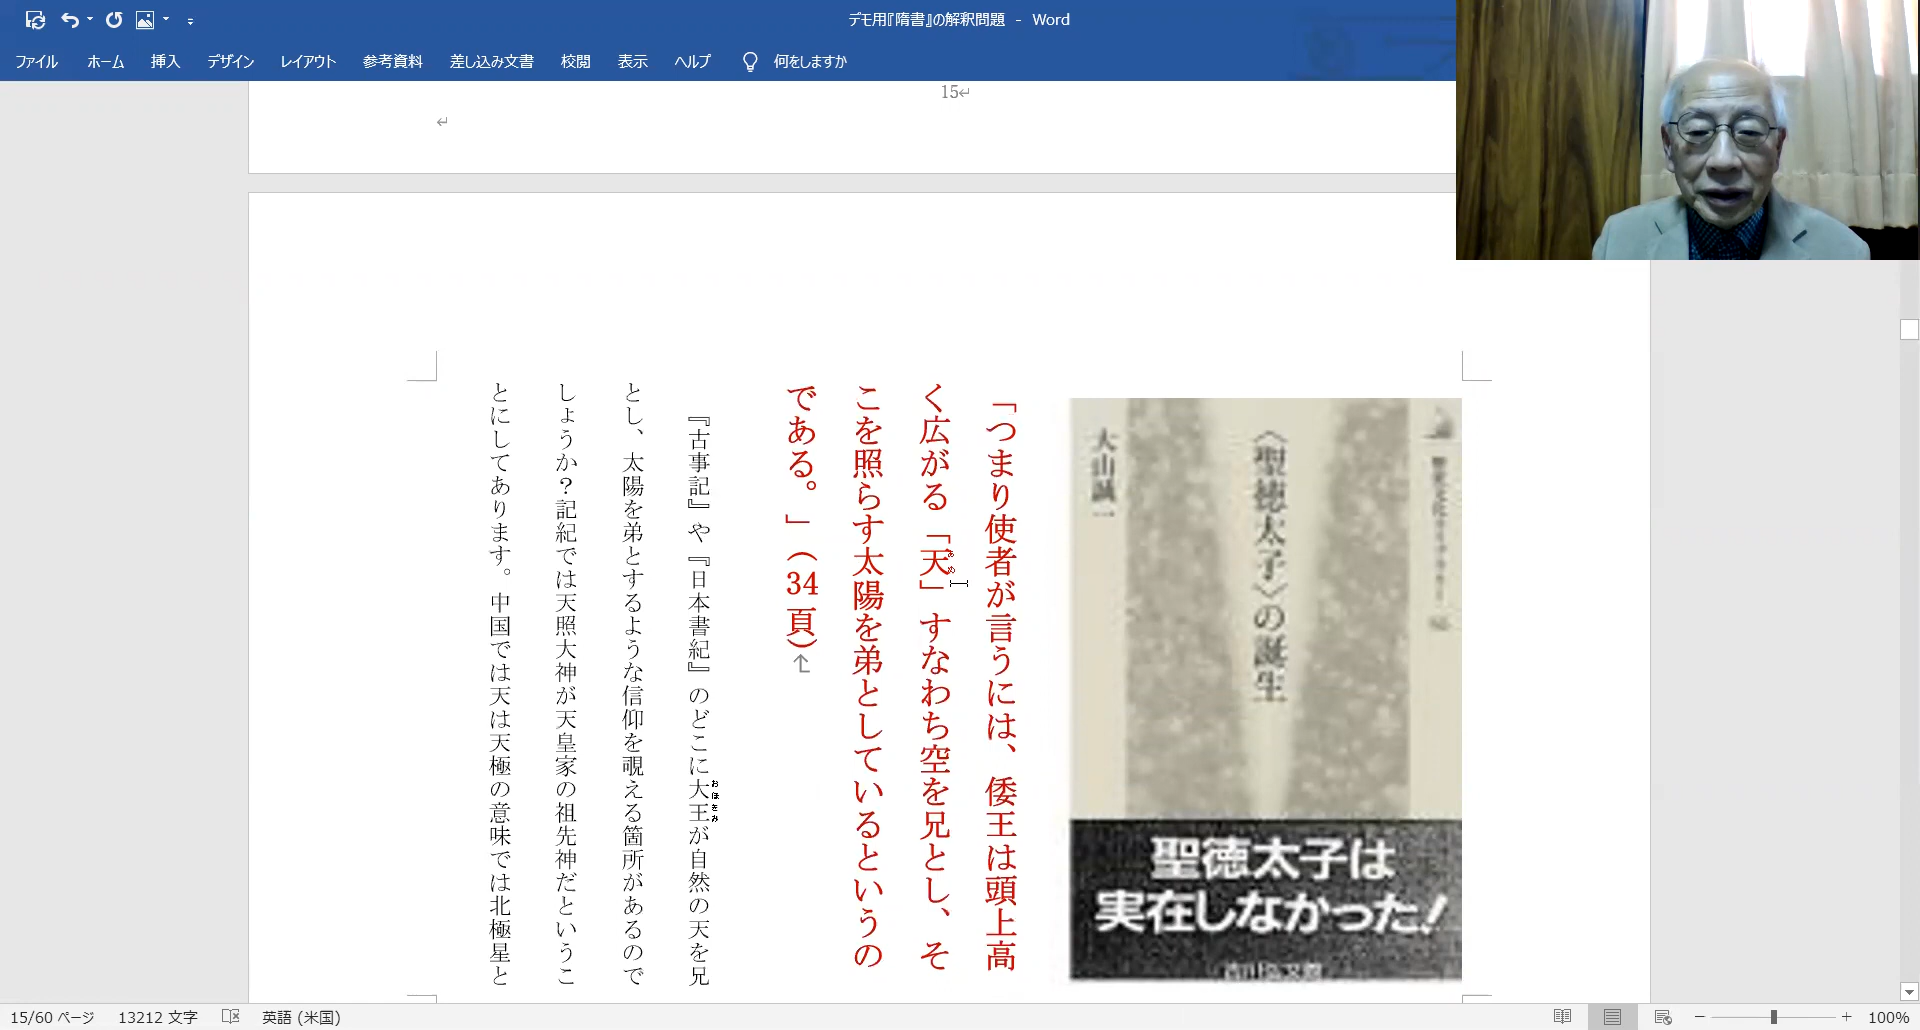 デモ用『隋書』の解釈問題 - Word
ファイル ホーム 挿入 デザイン レイアウト 参考資料 差し込み文書 校閲 表示 ヘルプ 何をしますか
15
〈聖徳太子〉の誕生
大山誠一
聖徳太子は
実在しなかった!
「つまり使者が言うには、倭王は頭上高
く広がる「天」すなわち空を兄とし、そ
こを照らす太陽を弟としているというの
である。」(34頁)
『古事記』や『日本書紀』のどこに大王が自然の天を兄
おほきみ
とし、太陽を弟とするような信仰を覗える箇所があるので
しょうか?記紀では天照大神が天皇家の祖先神だというこ
とにしてあります。中国では天は天極の意味では北極星と
15/60 ページ 13212 文字 英語 (米国) 100%